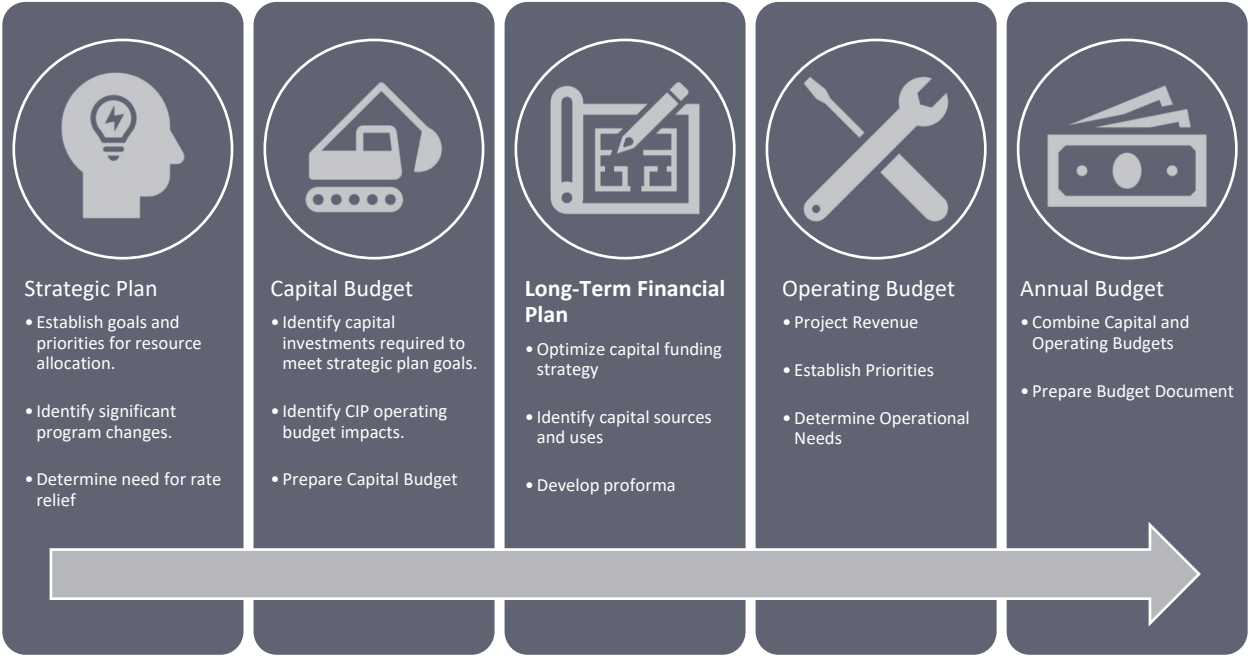 Strategic Plan
• Establish goals and
priorities for resource
allocation.
• Identify significant
program changes.
• Determine need for rate
relief
Capital Budget
• Identify capital
investments required to
meet strategic plan goals.
• Identify CIP operating
budget impacts.
• Prepare Capital Budget
Long-Term Financial
Plan
• Optimize capital funding
strategy
• Identify capital sources
and uses
• Develop proforma
Operating Budget
• Project Revenue
• Establish Priorities
• Determine Operational
Needs
Annual Budget
• Combine Capital and
Operating Budgets
• Prepare Budget Document